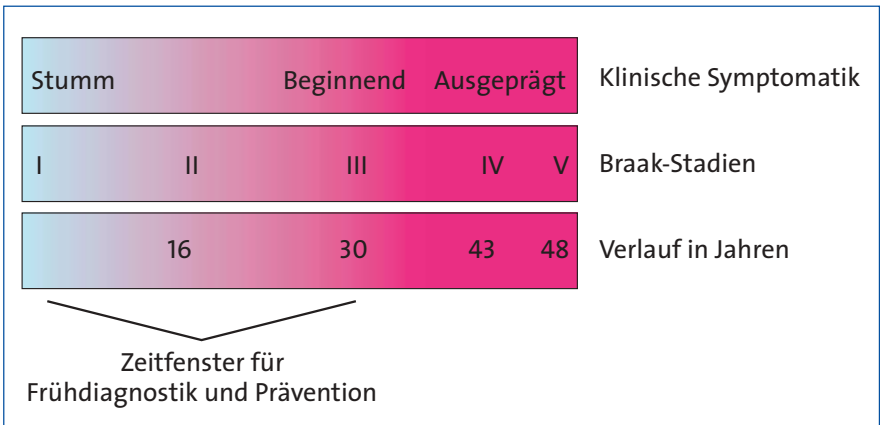 Stumm Beginnend Ausgeprägt Klinische Symptomatik
I II III IV V Braak-Stadien
16 30 43 48 Verlauf in Jahren
Zeitfenster für
Frühdiagnostik und Prävention